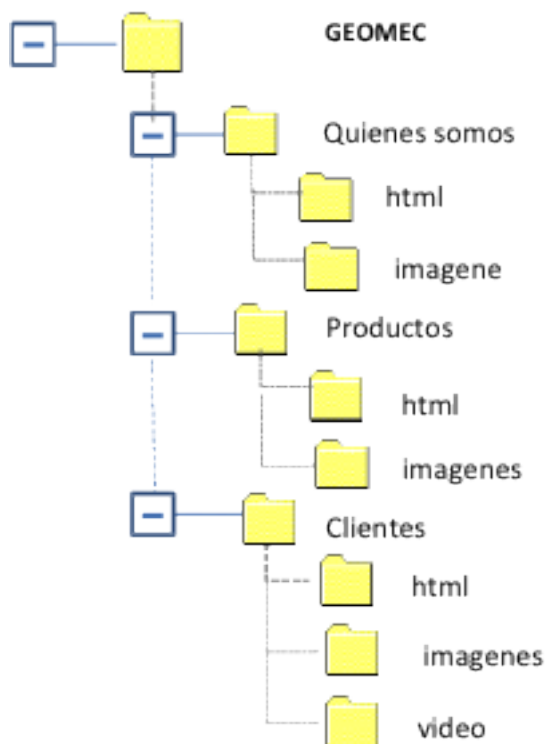 GEOMEC
Quienes somos
html
imagene
Productos
html
imagenes
Clientes
html
imagenes
video